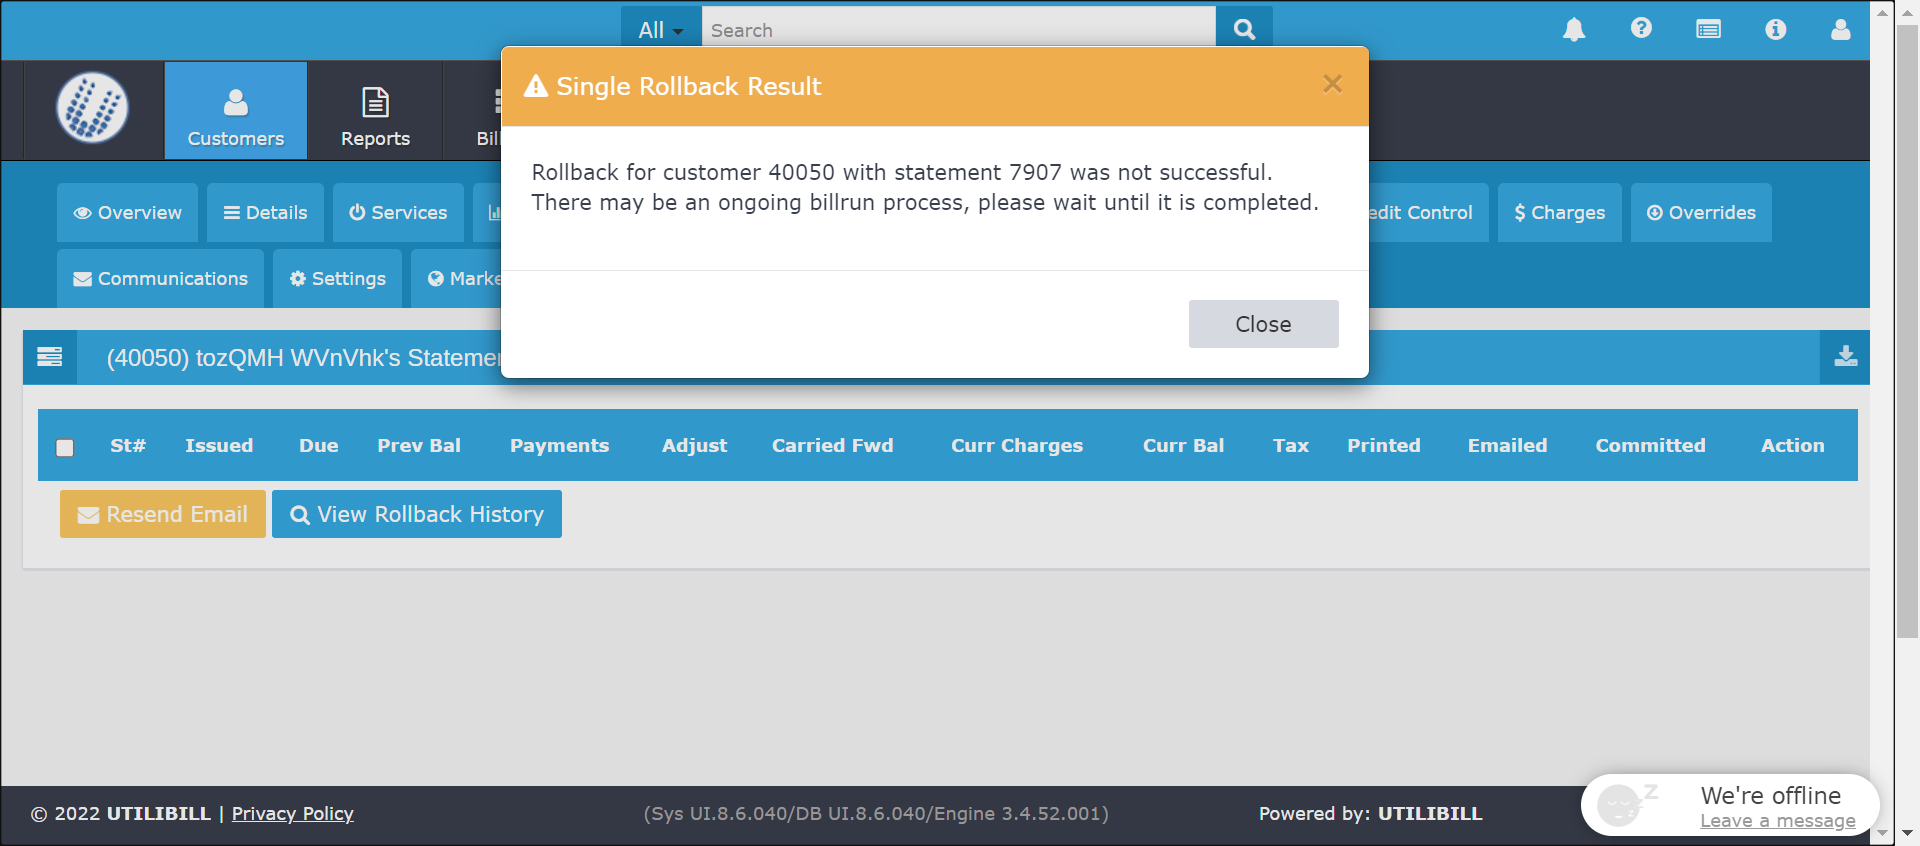 All
Search
Single Rollback Result
×
Rollback for customer 40050 with statement 7907 was not successful.
There may be an ongoing billrun process, please wait until it is completed.
Close
Customers
Reports
Overview
Details
Services
Control
$ Charges
Overrides
Communications
Settings
(40050) tozQMH WVnVhk's
St# Issued Due Prev Bal Payments Adjust Carried Fwd Curr Charges Curr Bal Tax Printed Emailed Committed Action
Resend Email
View Rollback History
© 2022 UTILIBILL | Privacy Policy
(Sys UI.8.6.040/DB UI.8.6.040/Engine 3.4.52.001)
Powered by: UTILIBILL
We're offline
Leave a message